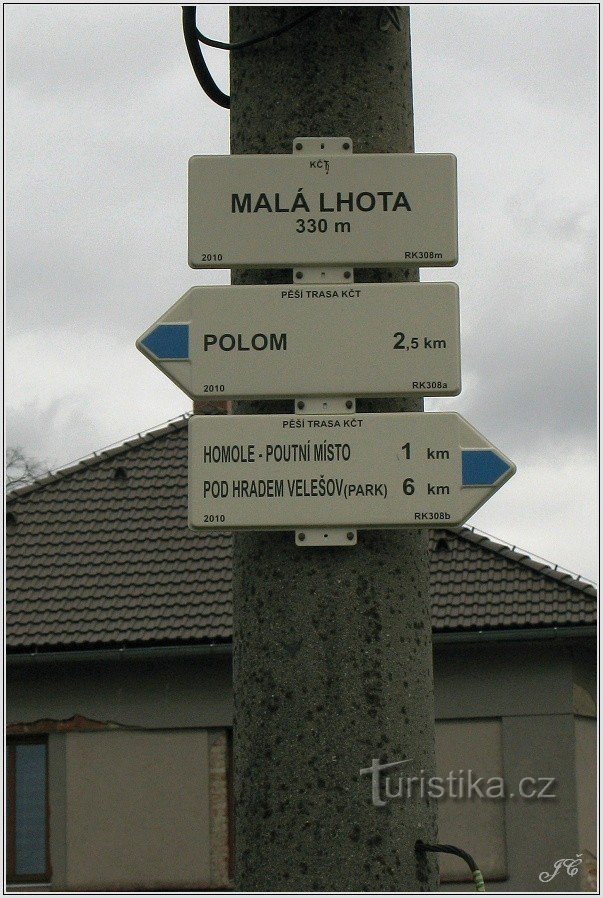 KČT
MALÁ LHOTA
330 m
2010 RK308m
PĚŠÍ TRASA KČT
POLOM 2,5 km
2010 RK308a
PĚŠÍ TRASA KČT
HOMOLE - POUTNÍ MÍSTO 1 km
POD HRADEM VELEŠOV (PARK) 6 km
2010 RK308b
Turistika.cz
JČ